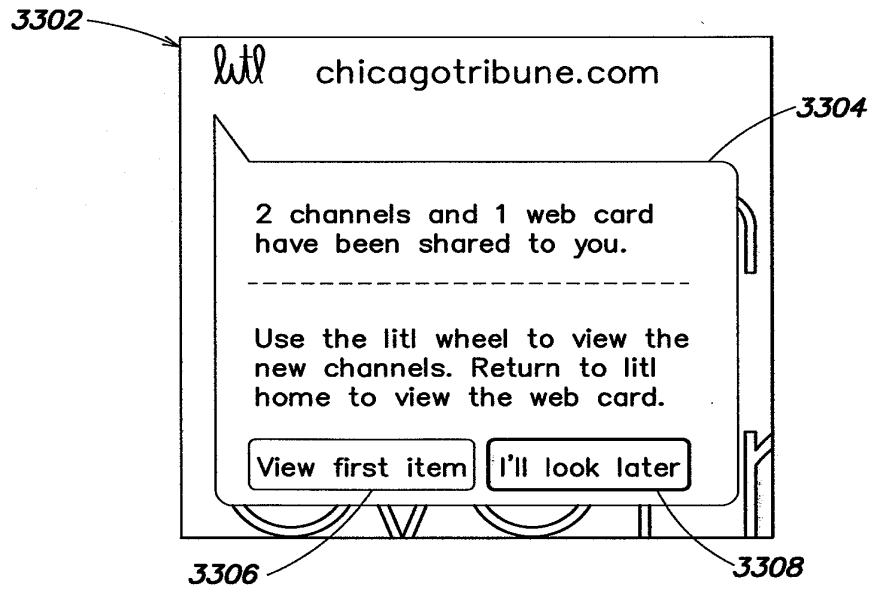 3302
litl chicagotribune.com
3304
2 channels and 1 web card
have been shared to you.
Use the litl wheel to view the
new channels. Return to litl
home to view the web card.
View first item I'll look later
3306
3308